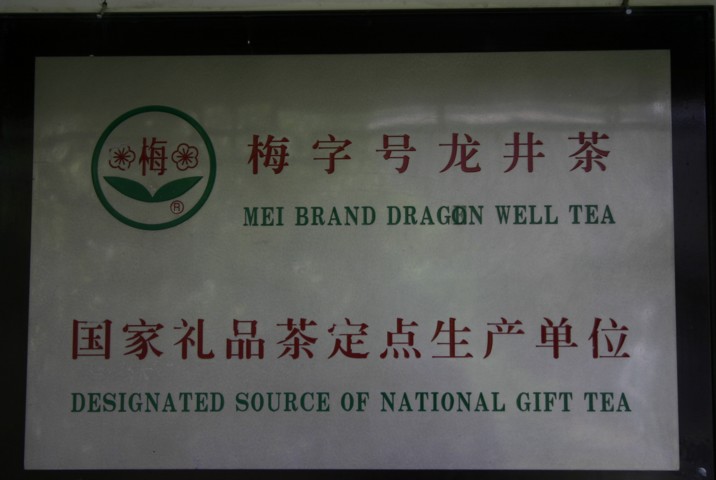 梅
®
梅字号龙井茶
MEI BRAND DRAGON WELL TEA
国家礼品茶定点生产单位
DESIGNATED SOURCE OF NATIONAL GIFT TEA